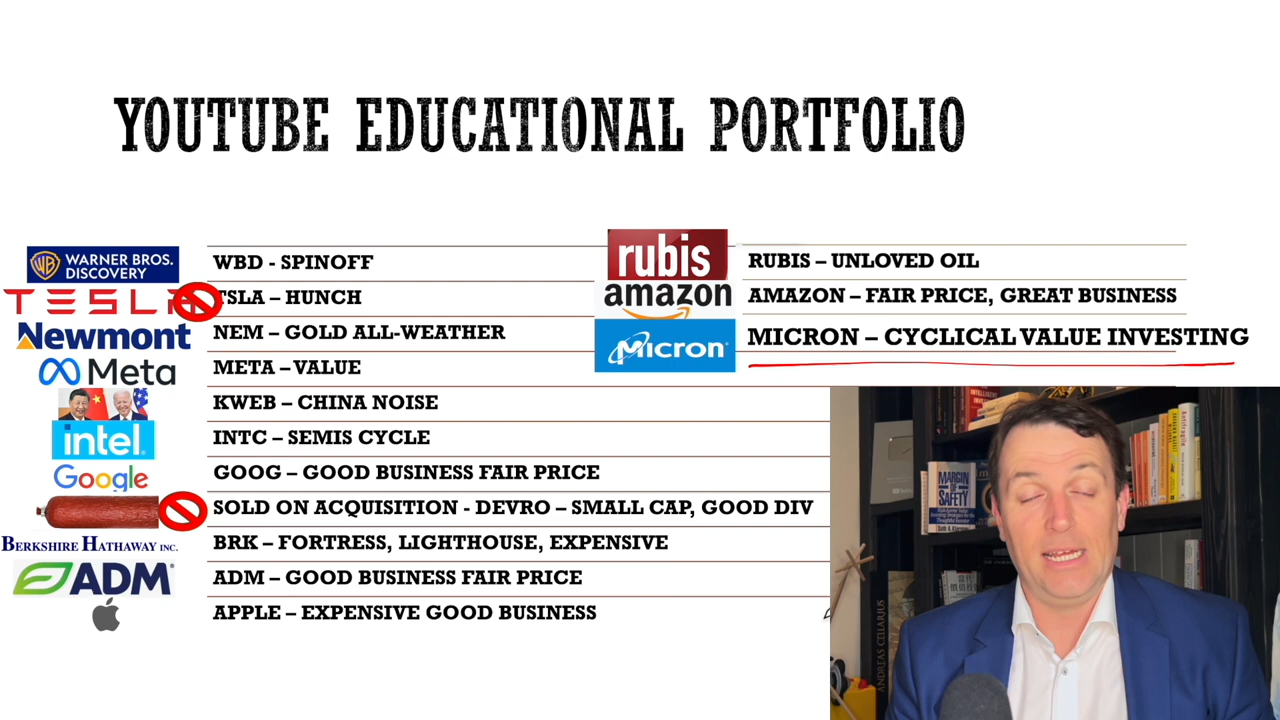 YOUTUBE EDUCATIONAL PORTFOLIO
WARNER BROS. DISCOVERY
WBD - SPINOFF
TESLA
TSLA – HUNCH
Newmont
NEM – GOLD ALL-WEATHER
Meta
META – VALUE
KWEB – CHINA NOISE
intel
INTC – SEMIS CYCLE
Google
GOOG – GOOD BUSINESS FAIR PRICE
SOLD ON ACQUISITION - DEVRO – SMALL CAP, GOOD DIV
BERKSHIRE HATHAWAY INC.
BRK – FORTRESS, LIGHTHOUSE, EXPENSIVE
ADM
ADM – GOOD BUSINESS FAIR PRICE
APPLE – EXPENSIVE GOOD BUSINESS
rubis
RUBIS – UNLOVED OIL
amazon
AMAZON – FAIR PRICE, GREAT BUSINESS
Micron
MICRON – CYCLICAL VALUE INVESTING
MARGIN
OF
SAFETY
ANDREAS CELLARIUS
Antifragile